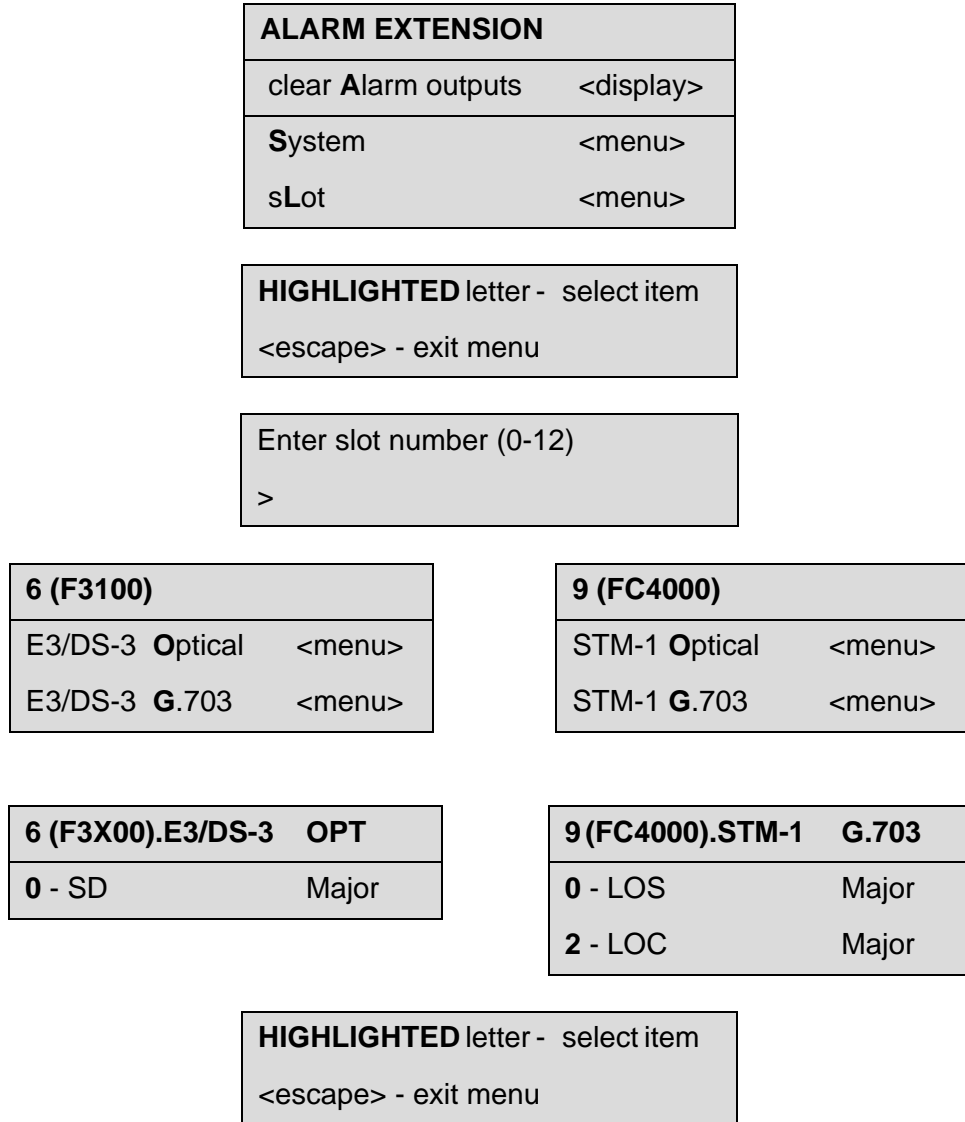 ALARM EXTENSION
clear Alarm outputs <display>
System <menu>
sLot <menu>
HIGHLIGHTED letter - select item
<escape> - exit menu
Enter slot number (0-12)
>
6 (F3100)
E3/DS-3 Optical <menu>
E3/DS-3 G.703 <menu>
9 (FC4000)
STM-1 Optical <menu>
STM-1 G.703 <menu>
6 (F3X00).E3/DS-3 OPT
0 - SD Major
9 (FC4000).STM-1 G.703
0 - LOS Major
2 - LOC Major
HIGHLIGHTED letter - select item
<escape> - exit menu